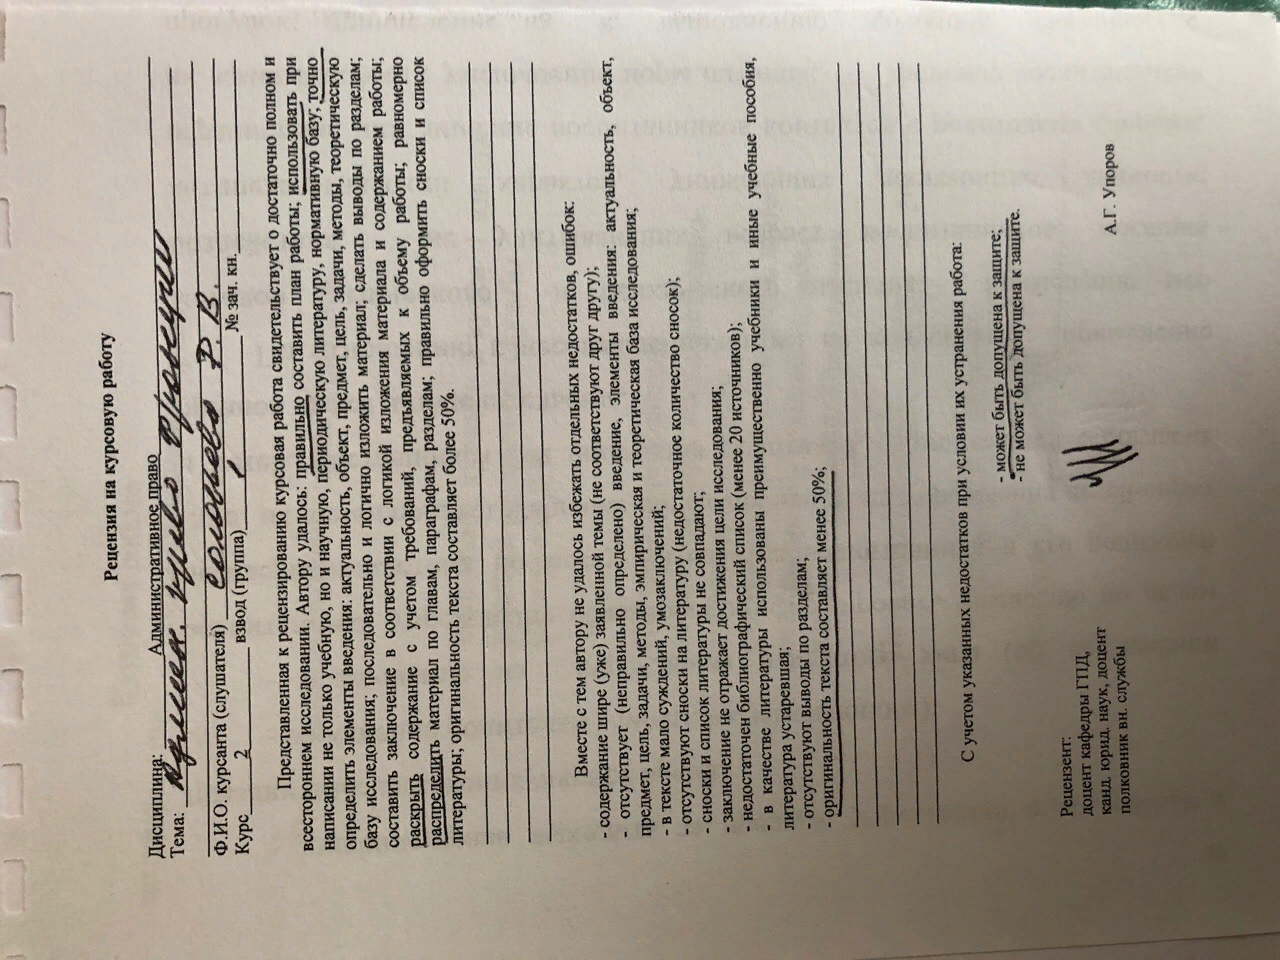 Рецензия на курсовую работу
Дисциплина: Административное право
Тема:
Ф.И.О. курсанта (слушателя) Соловьева Р. В.
Курс 2 взвод (группа) № зач. кн.
Представленная к рецензированию курсовая работа свидетельствует о достаточно полном и
всестороннем исследовании. Автору удалось: правильно составить план работы; использовать при
написании не только учебную, но и научную, периодическую литературу, нормативную базу; точно
определить элементы введения: актуальность, объект, предмет, цель, задачи, методы, теоретическую
базу исследования; последовательно и логично изложить материал; сделать выводы по разделам;
составить заключение в соответствии с логикой изложения материала и содержанием работы;
раскрыть содержание с учетом требований, предъявляемых к объему работы; равномерно
распределить материал по главам, параграфам, разделам; правильно оформить сноски и список
литературы; оригинальность текста составляет более 50%.
Вместе с тем автору не удалось избежать отдельных недостатков, ошибок:
- содержание шире (уже) заявленной темы (не соответствуют друг другу);
- отсутствует (неправильно определено) введение, элементы введения: актуальность, объект,
предмет, цель, задачи, методы, эмпирическая и теоретическая база исследования;
- в тексте мало суждений, умозаключений;
- отсутствуют сноски на литературу (недостаточное количество сносок);
- сноски и список литературы не совпадают;
- заключение не отражает достижения цели исследования;
- недостаточен библиографический список (менее 20 источников);
- в качестве литературы использованы преимущественно учебники и иные учебные пособия,
литература устаревшая;
- отсутствуют выводы по разделам;
- оригинальность текста составляет менее 50%;
С учетом указанных недостатков при условии их устранения работа:
- может быть допущена к защите;
- не может быть допущена к защите.
Рецензент:
доцент кафедры ГПД,
канд. юрид. наук, доцент
полковник вн. службы А.Г. Упоров